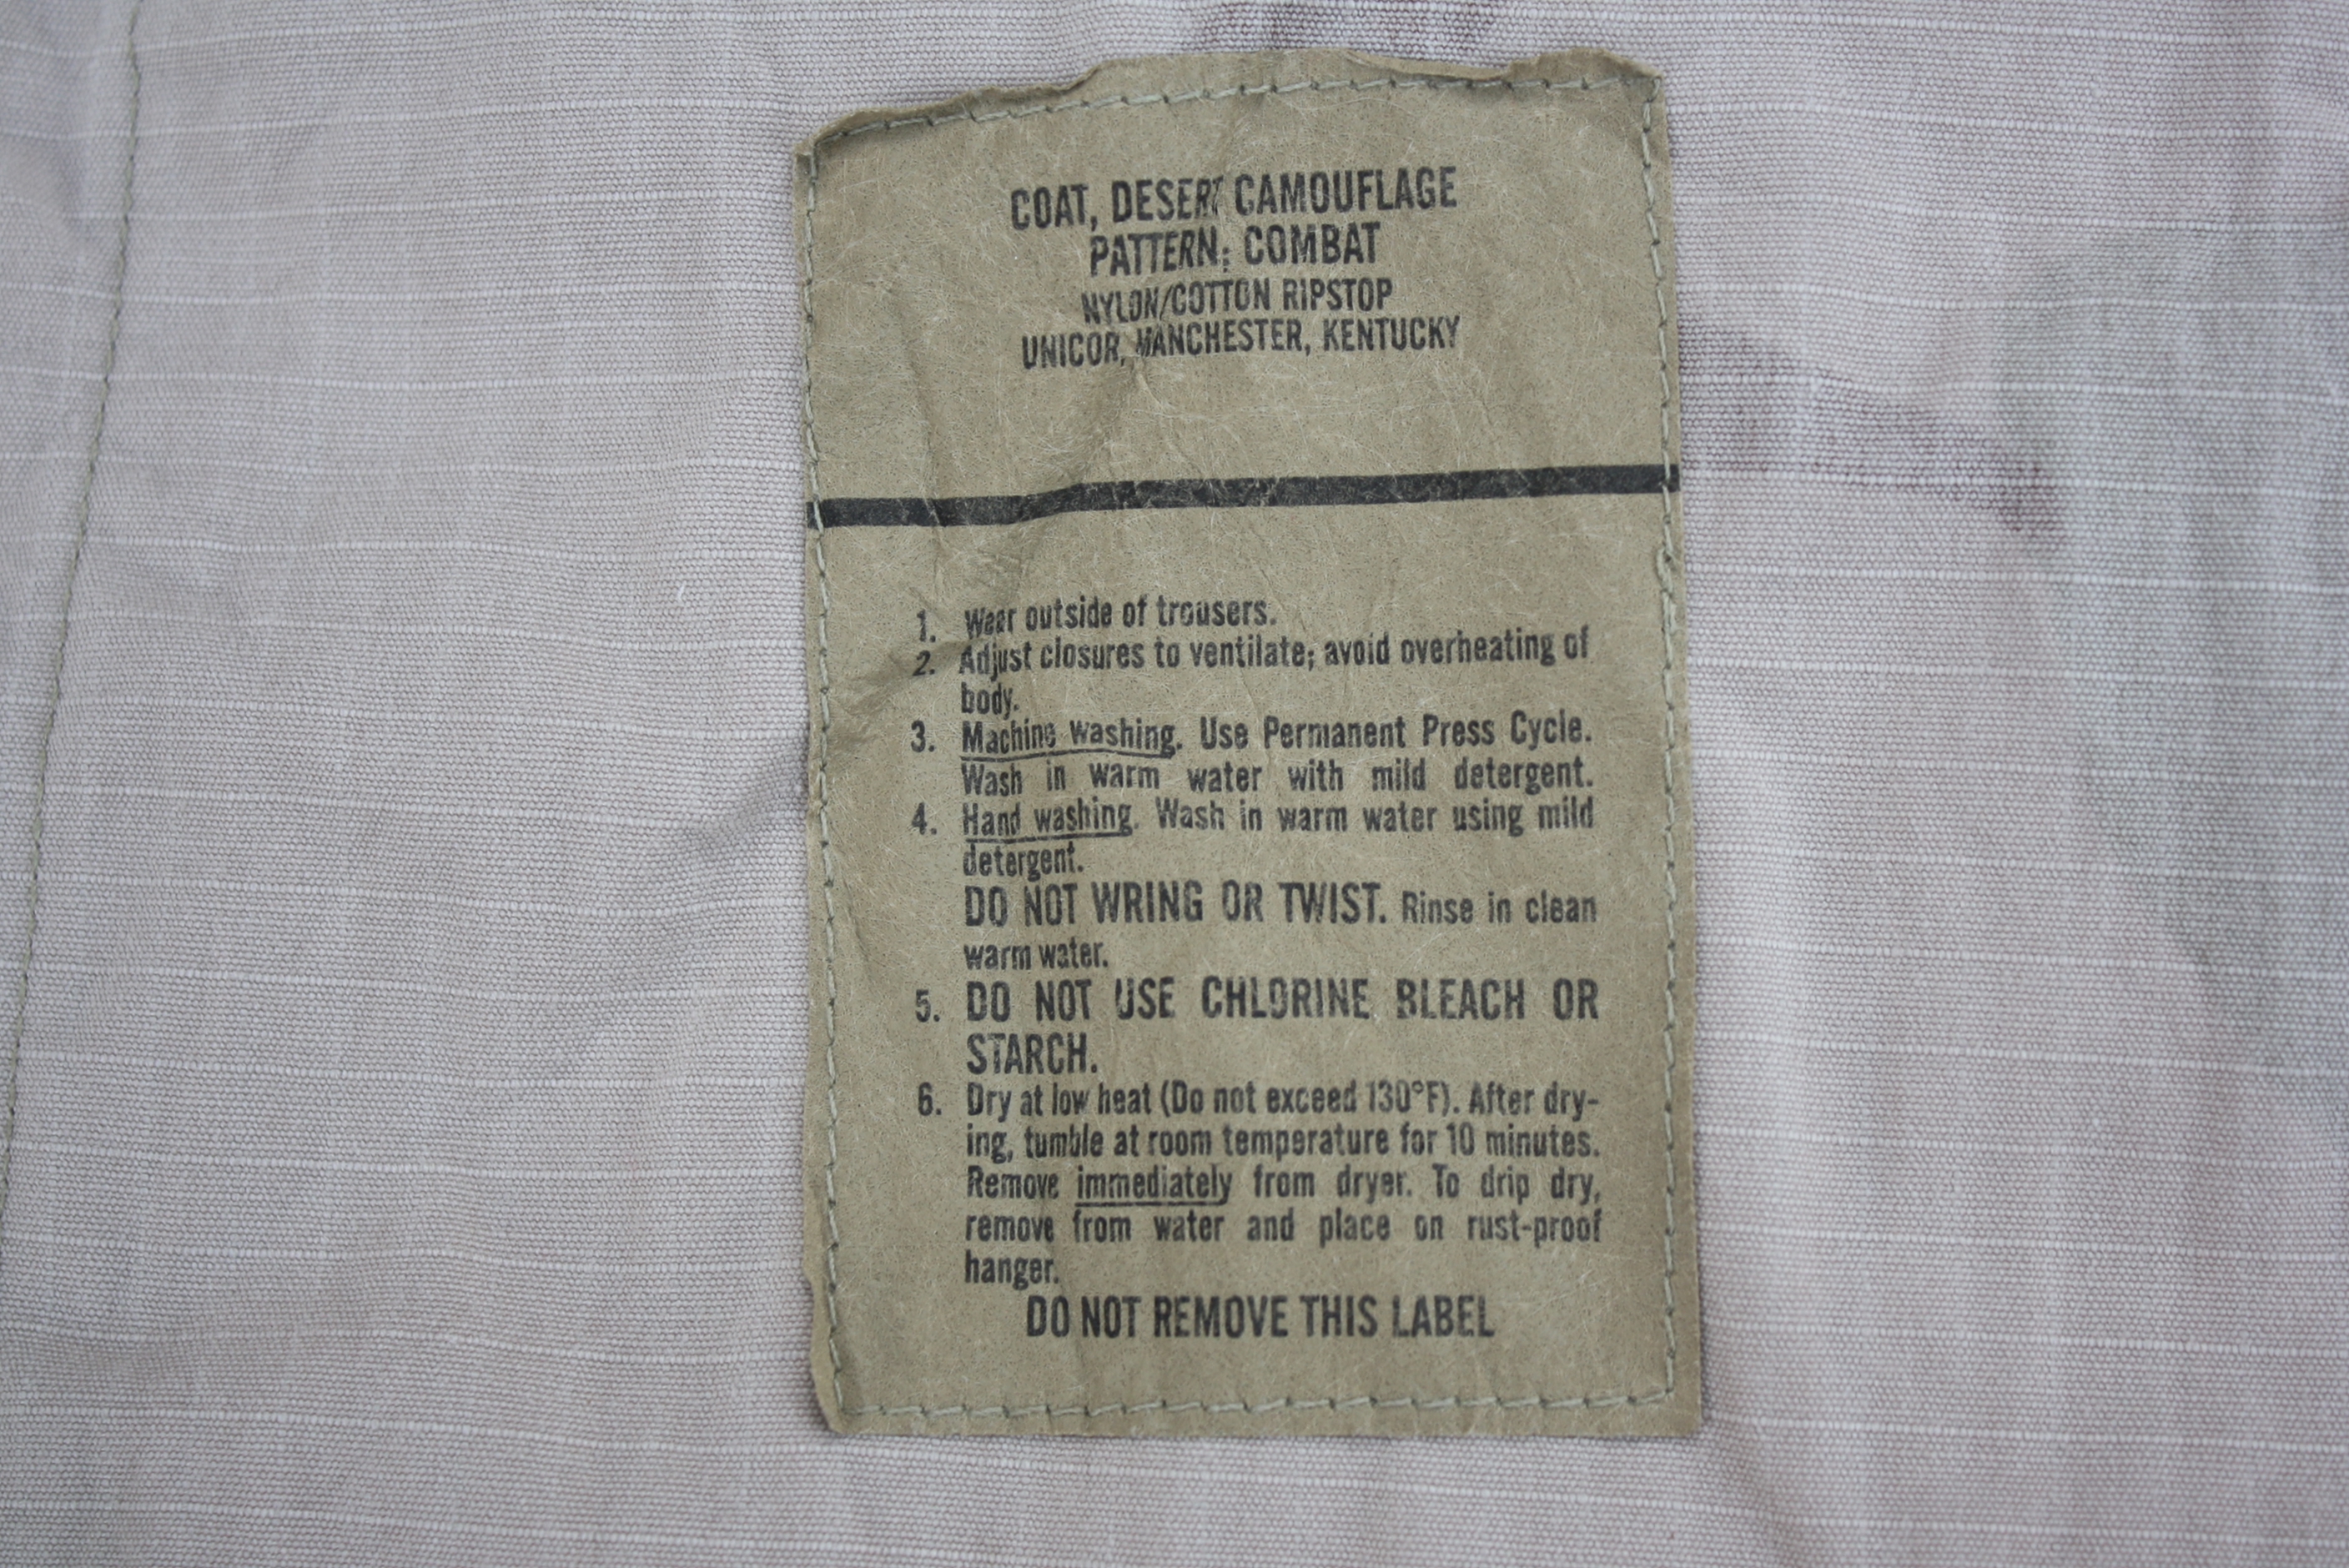 COAT, DESERT CAMOUFLAGE
PATTERN: COMBAT
NYLON/COTTON RIPSTOP
UNICOR, MANCHESTER, KENTUCKY
1. Wear outside of trousers.
2. Adjust closures to ventilate; avoid overheating of
body.
3. Machine washing. Use Permanent Press Cycle.
Wash in warm water with mild detergent.
4. Hand washing. Wash in warm water using mild
detergent.
DO NOT WRING OR TWIST. Rinse in clean
warm water.
5. DO NOT USE CHLORINE BLEACH OR
STARCH.
6. Dry at low heat (Do not exceed 130°F). After dry-
ing, tumble at room temperature for 10 minutes.
Remove immediately from dryer. To drip dry,
remove from water and place on rust-proof
hanger.
DO NOT REMOVE THIS LABEL